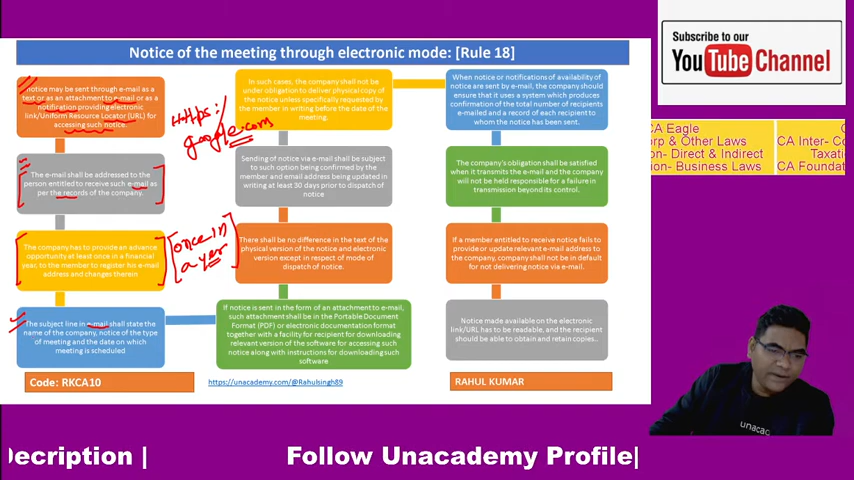 Notice of the meeting through electronic mode: [Rule 18]
Notice may be sent through e-mail as a
text or as an attachment to e-mail or as a
notification providing electronic
link/Uniform Resource Locator (URL) for
accessing such notice.
The e-mail shall be addressed to the
person entitled to receive such e-mail as
per the records of the company.
The company has to provide an advance
opportunity at least once in a financial
year, to the member to register his e-mail
address and changes therein
The subject line in e-mail shall state the
name of the company, notice of the
type of meeting and the date on which
meeting is scheduled
https:/
google.com
once in
a year
In such cases, the company shall not be
under obligation to deliver physical copy of
the notice unless specifically requested by
the member in writing before the date of the
meeting.
Sending of notice via e-mail shall be subject
to such option being confirmed by the
member and email address being updated in
writing at least 30 days prior to dispatch of
notice
There shall be no difference in the text of the
physical version of the notice and electronic
version except in respect of mode of
dispatch of notice.
If notice is sent in the form of an attachment to e-mail,
such attachment shall be in the Portable Document
Format (PDF) or electronic documentation format
together with a facility for recipient for downloading
relevant version of the software for accessing such
notice along with instructions for downloading such
software
When notice or notifications of availability of
notice are sent by e-mail, the company should
ensure that it uses a system which produces
confirmation of the total number of recipients
e-mailed and a record of each recipient to
whom the notice has been sent.
The company's obligation shall be satisfied
when it transmits the e-mail and the company
will not be held responsible for a failure in
transmission beyond its control.
If a member entitled to receive notice fails to
provide or update relevant e-mail address to
the company, company shall not be in default
for not delivering notice via e-mail.
Notice made available on the electronic
link/URL has to be readable, and the recipient
should be able to obtain and retain copies..
Code: RKCA10
https://unacademy.com/@Rahulsingh89
RAHUL KUMAR
Subscribe to our
YouTube Channel
CA Eagle
orp & Other Laws
on- Direct & Indirect
ion- Business Laws
CA Inter- Co
Taxati
CA Founda
unaca
Decription |
Follow Unacademy Profile|